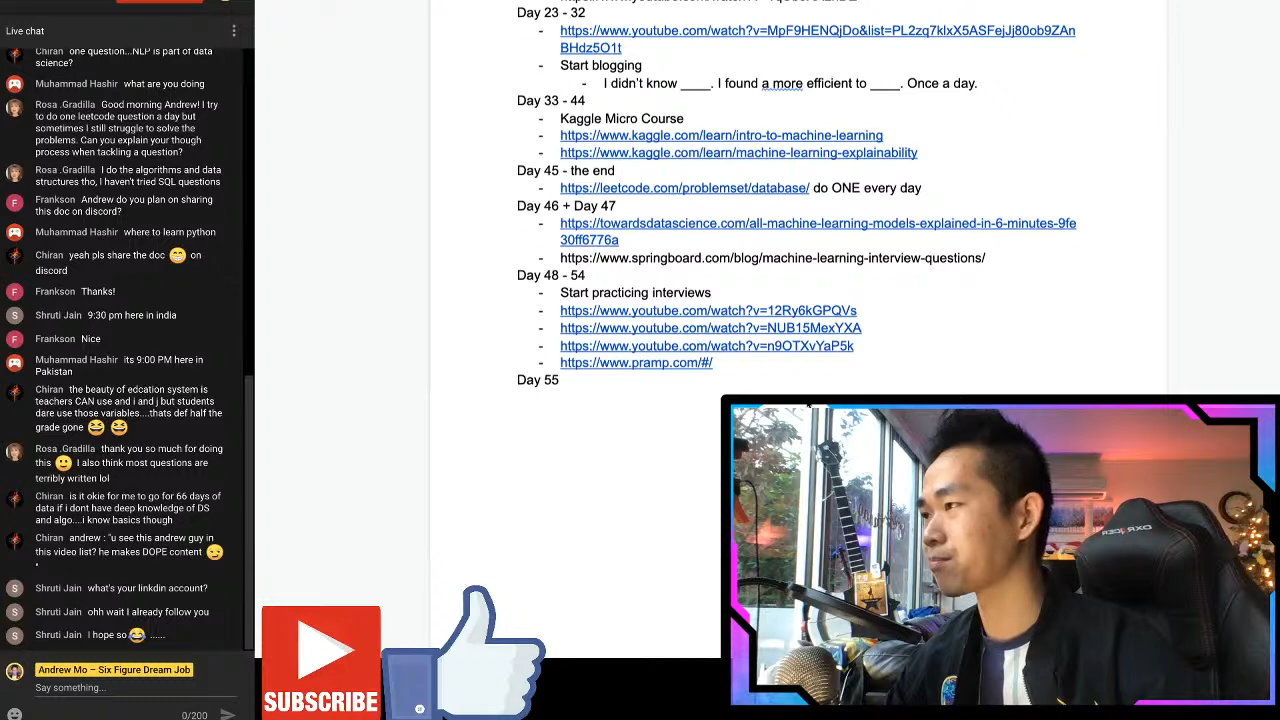 Live chat
Chiran one question...NLP is part of data
science?
Muhammad Hashir what are you doing
Rosa .Gradilla Good morning Andrew! I try
to do one leetcode question a day but
sometimes I still struggle to solve the
problems. Can you explain your though
process when tackling a question?
Rosa .Gradilla I do the algorithms and data
structures tho, I haven't tried SQL questions
F
Frankson Andrew do you plan on sharing
this doc on discord?
Muhammad Hashir where to learn python
Chiran yeah pls share the doc 😁 on
discord
F
Frankson Thanks!
S
Shruti Jain 9:30 pm here in india
F
Frankson Nice
Muhammad Hashir its 9:00 PM here in
Pakistan
Chiran the beauty of edcation system is
teachers CAN use and i and j but students
dare use those variables....thats def half the
grade gone 😆 😆
Rosa .Gradilla thank you so much for doing
this 🙂 I also think most questions are
terribly written lol
Chiran is it okie for me to go for 66 days of
data if i dont have deep knowledge of DS
and algo....i know basics though
Chiran andrew : "u see this andrew guy in
this video list? he makes DOPE content 😏
"
S
Shruti Jain what's your linkdin account?
S
Shruti Jain ohh wait I already follow you
S
Shruti Jain I hope so😂 ......
Andrew Mo – Six Figure Dream Job
Say something...
0/200
Day 23 - 32
- https://www.youtube.com/watch?v=MpF9HENQjDo&list=PL2zq7klxX5ASFejJj80ob9ZAn
BHdz5O1t
- Start blogging
- I didn't know ____. I found a more efficient to ____. Once a day.
Day 33 - 44
- Kaggle Micro Course
- https://www.kaggle.com/learn/intro-to-machine-learning
- https://www.kaggle.com/learn/machine-learning-explainability
Day 45 - the end
- https://leetcode.com/problemset/database/ do ONE every day
Day 46 + Day 47
- https://towardsdatascience.com/all-machine-learning-models-explained-in-6-minutes-9fe
30ff6776a
- https://www.springboard.com/blog/machine-learning-interview-questions/
Day 48 - 54
- Start practicing interviews
- https://www.youtube.com/watch?v=12Ry6kGPQVs
- https://www.youtube.com/watch?v=NUB15MexYXA
- https://www.youtube.com/watch?v=n9OTXvYaP5k
- https://www.pramp.com/#/
Day 55
SUBSCRIBE